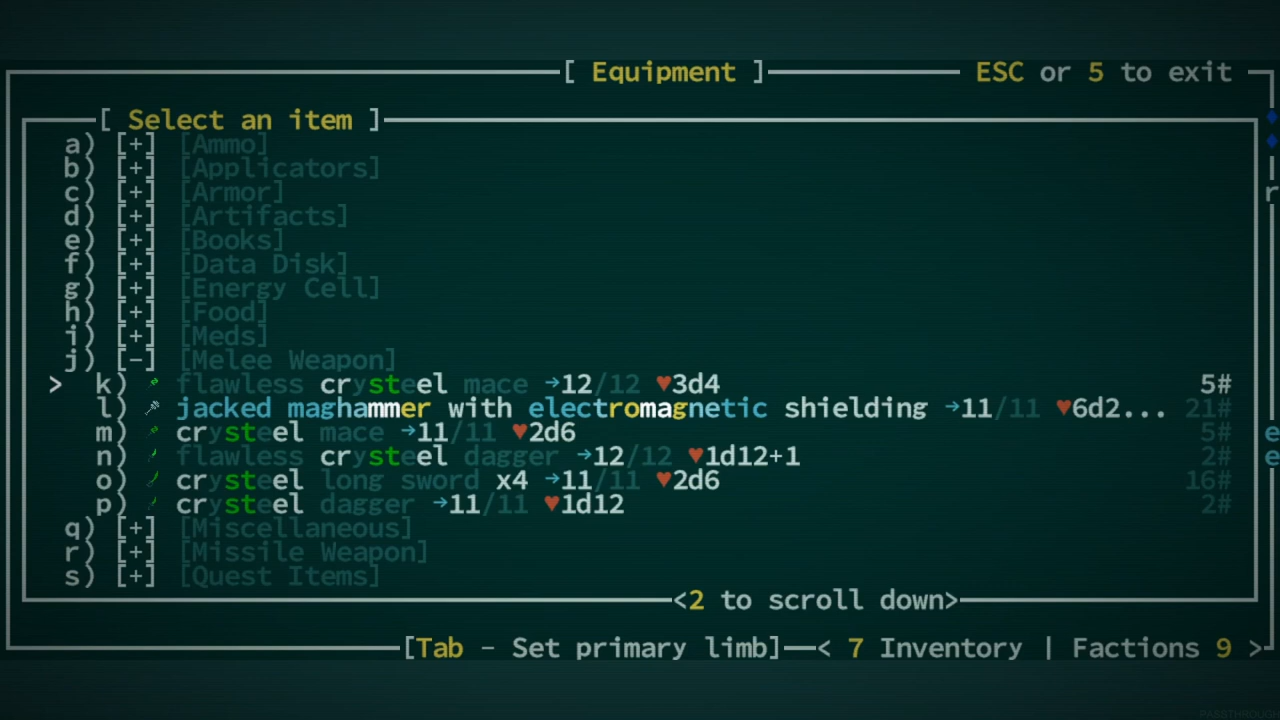 [ Equipment ] ESC or 5 to exit
[ Select an item ]
a) [+] [Ammo]
b) [+] [Applicators]
c) [+] [Armor]
d) [+] [Artifacts]
e) [+] [Books]
f) [+] [Data Disk]
g) [+] [Energy Cell]
h) [+] [Food]
i) [+] [Meds]
j) [-] [Melee Weapon]
> k) flawless crysteel mace →12/12 ♥3d4 5#
l) jacked maghammer with electromagnetic shielding →11/11 ♥6d2... 21#
m) crysteel mace →11/11 ♥2d6 5#
n) flawless crysteel dagger →12/12 ♥1d12+1 2#
o) crysteel long sword x4 →11/11 ♥2d6 16#
p) crysteel dagger →11/11 ♥1d12 2#
q) [+] [Miscellaneous]
r) [+] [Missile Weapon]
s) [+] [Quest Items]
<2 to scroll down>
[Tab - Set primary limb] < 7 Inventory | Factions 9 >